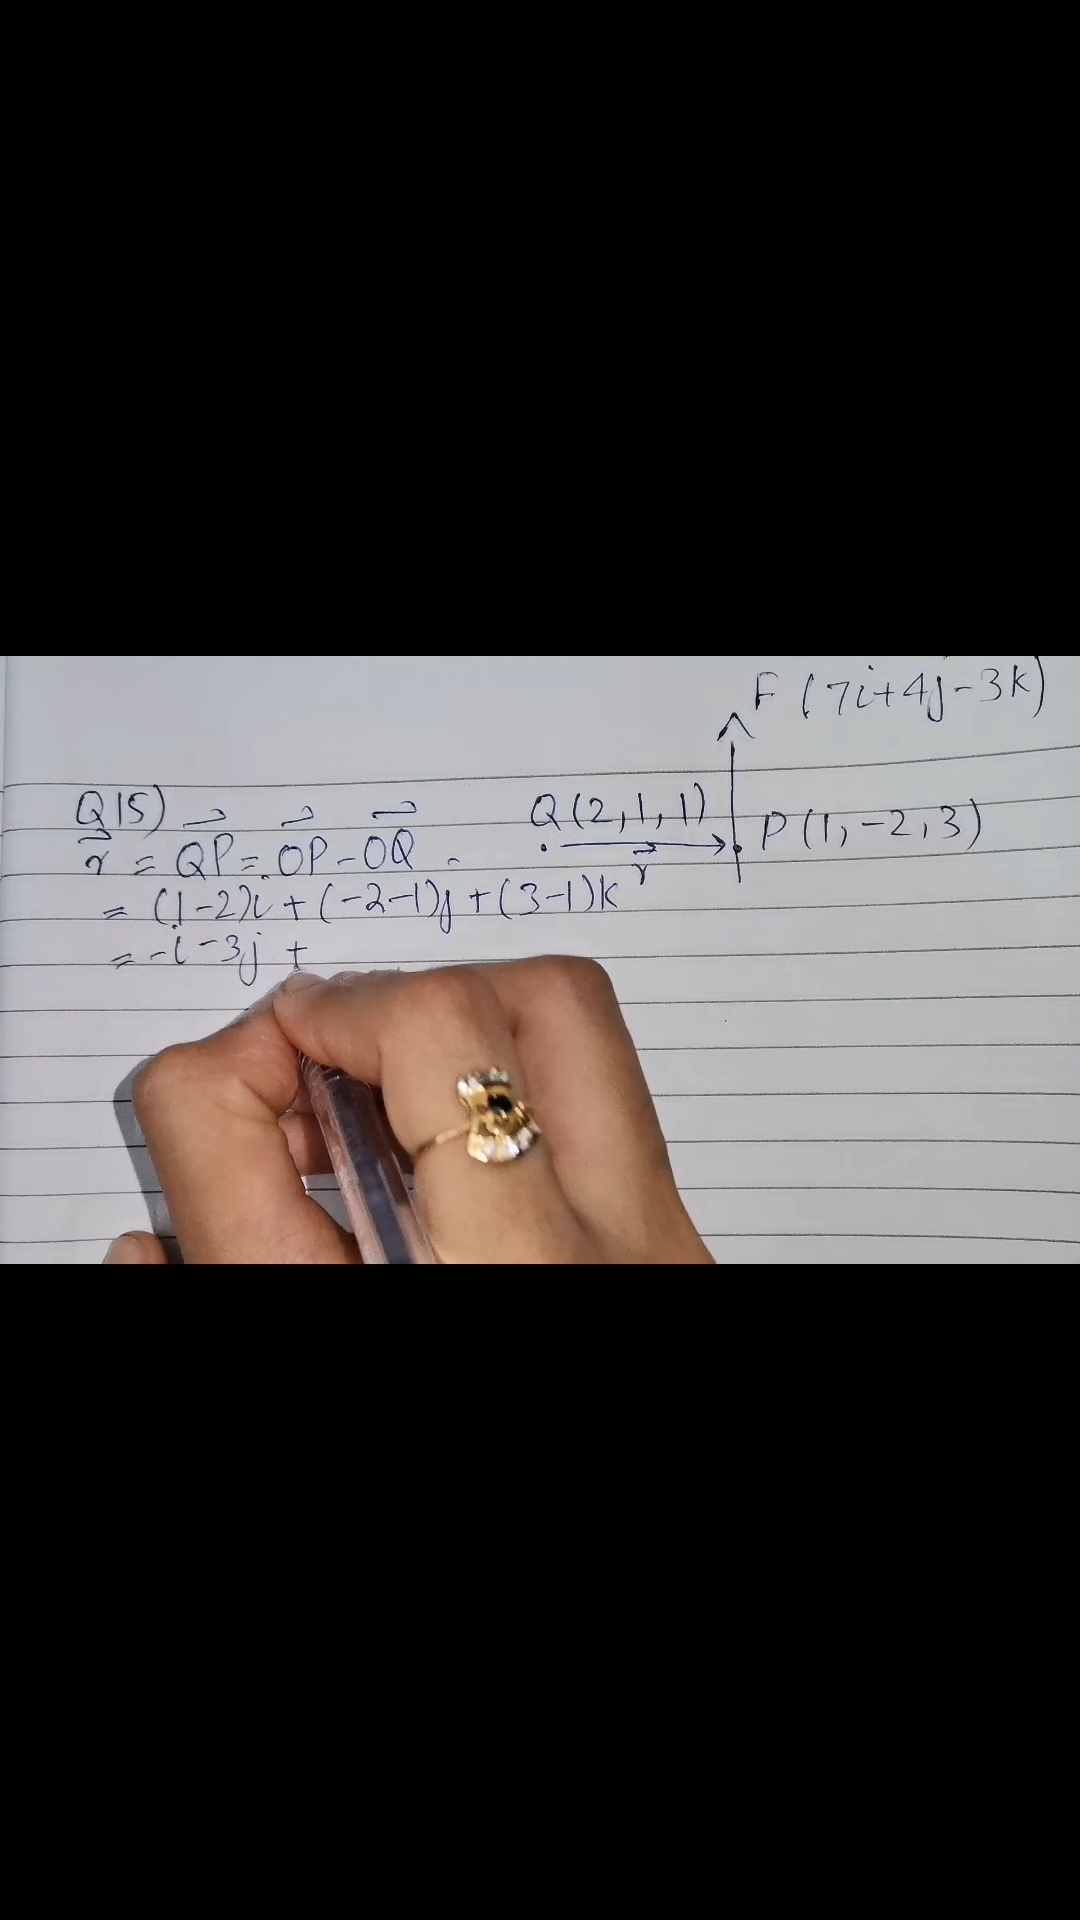 F (7i+4j-3k)
Q15)
Q(2,1,1)
P(1,-2,3)
r⃗ = QP⃗ = OP⃗ - OQ⃗
r⃗
= (1-2)i + (-2-1)j + (3-1)k
= -i -3j +